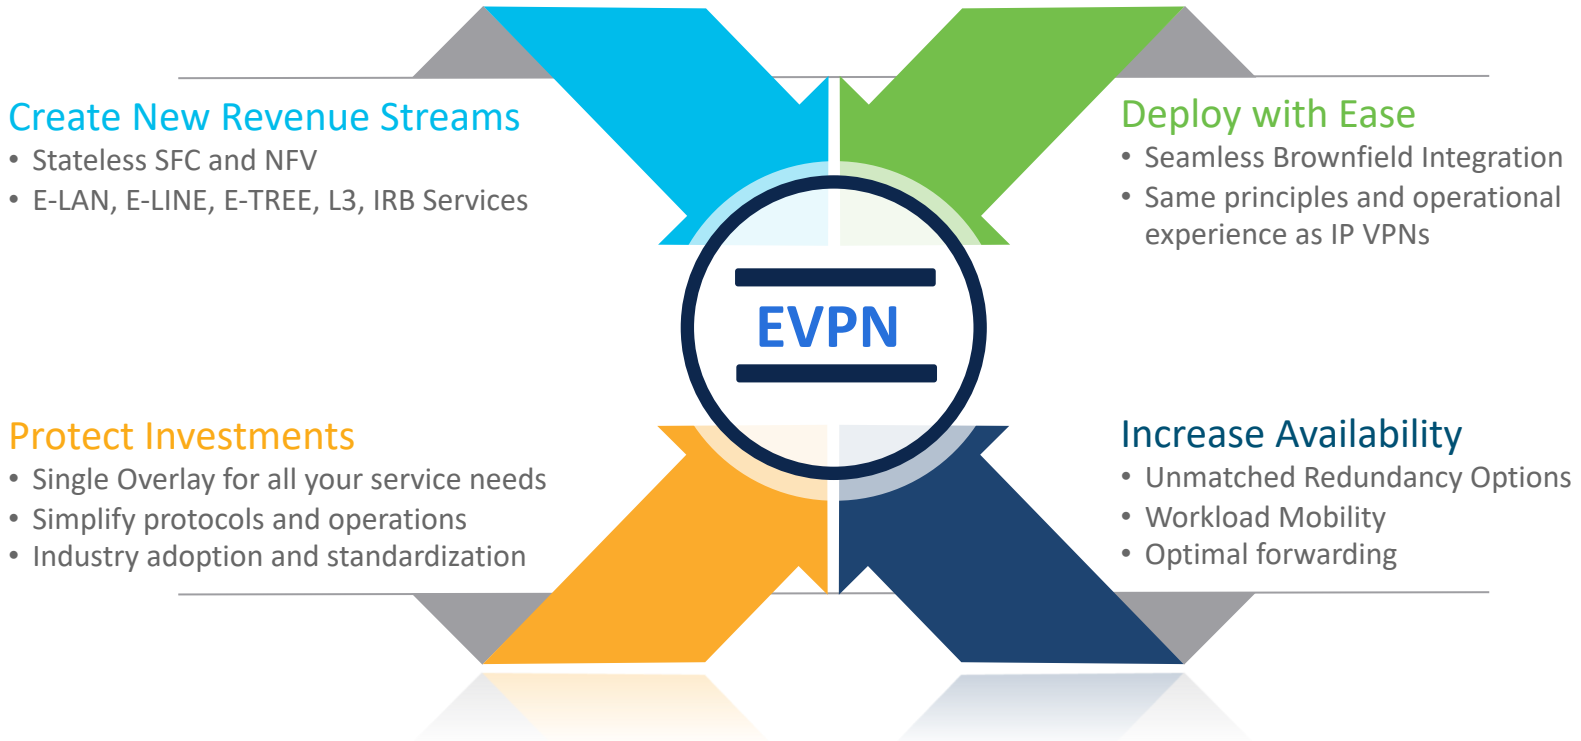 Create New Revenue Streams
• Stateless SFC and NFV
• E-LAN, E-LINE, E-TREE, L3, IRB Services
Deploy with Ease
• Seamless Brownfield Integration
• Same principles and operational
experience as IP VPNs
EVPN
Protect Investments
• Single Overlay for all your service needs
• Simplify protocols and operations
• Industry adoption and standardization
Increase Availability
• Unmatched Redundancy Options
• Workload Mobility
• Optimal forwarding